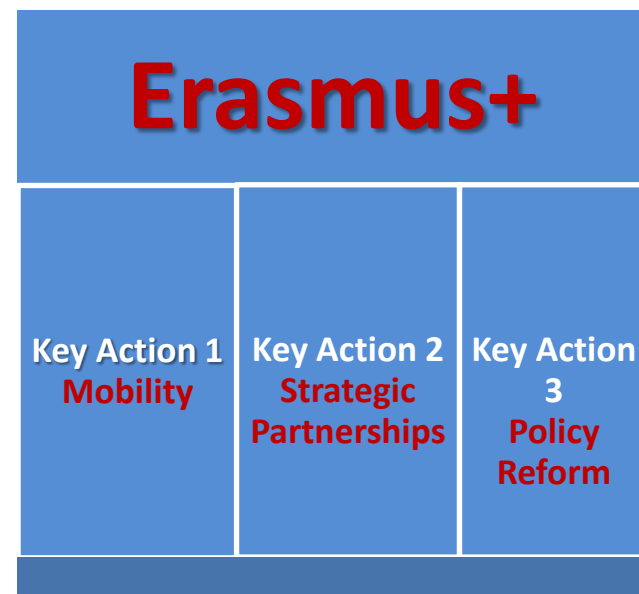 Erasmus+
Key Action 1
Mobility
Key Action 2
Strategic
Partnerships
Key Action
3
Policy
Reform